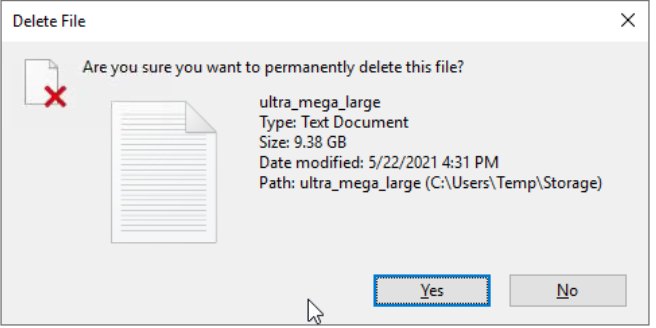 Delete File
Are you sure you want to permanently delete this file?
ultra_mega_large
Type: Text Document
Size: 9.38 GB
Date modified: 5/22/2021 4:31 PM
Path: ultra_mega_large (C:\Users\Temp\Storage)
Yes
No